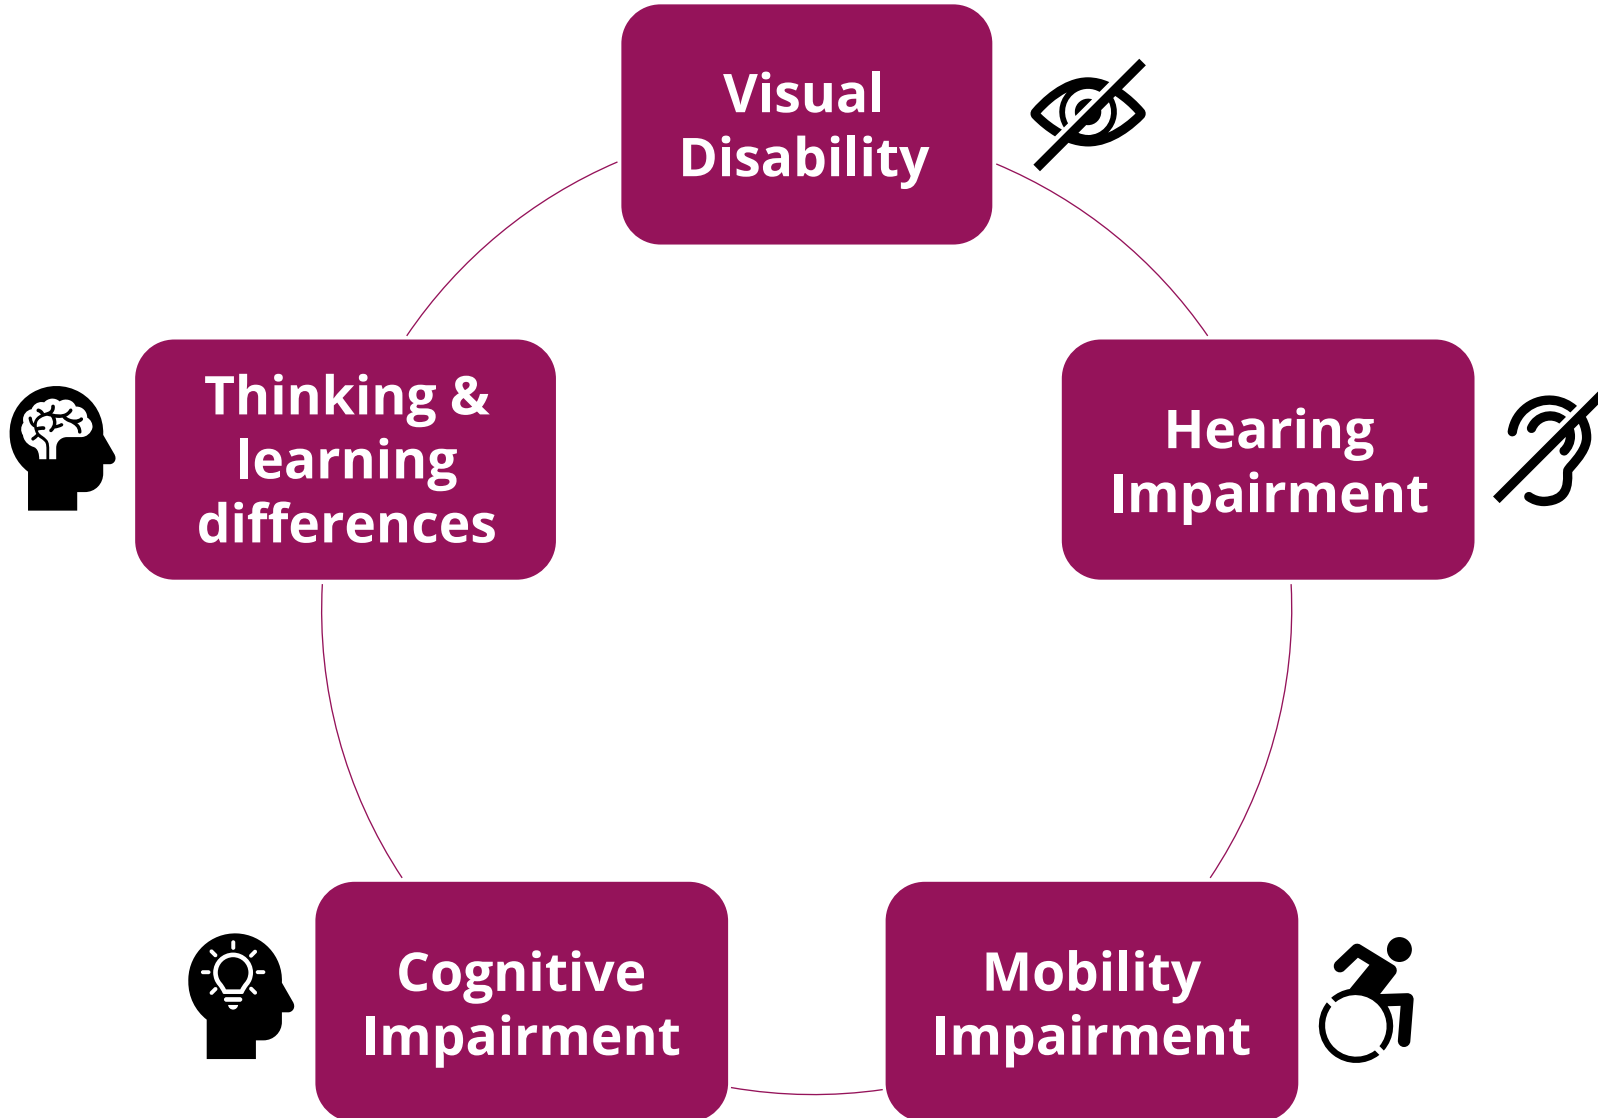 Visual
Disability
Hearing
Impairment
Mobility
Impairment
Cognitive
Impairment
Thinking &
learning
differences